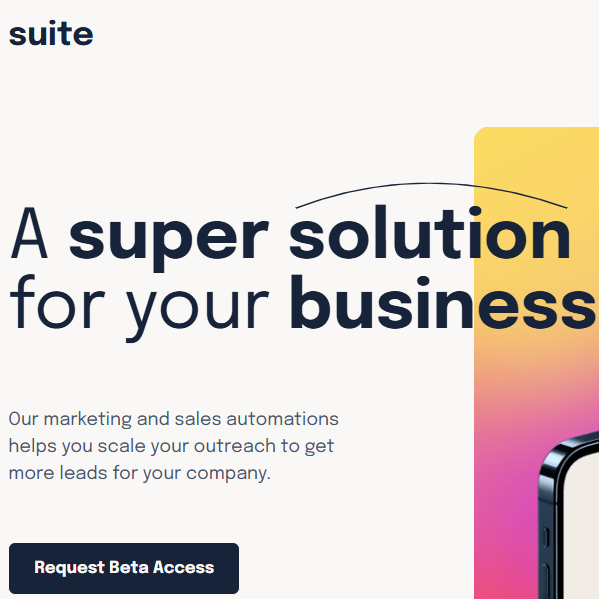 suite
A super solution
for your business
Our marketing and sales automations
helps you scale your outreach to get
more leads for your company.
Request Beta Access